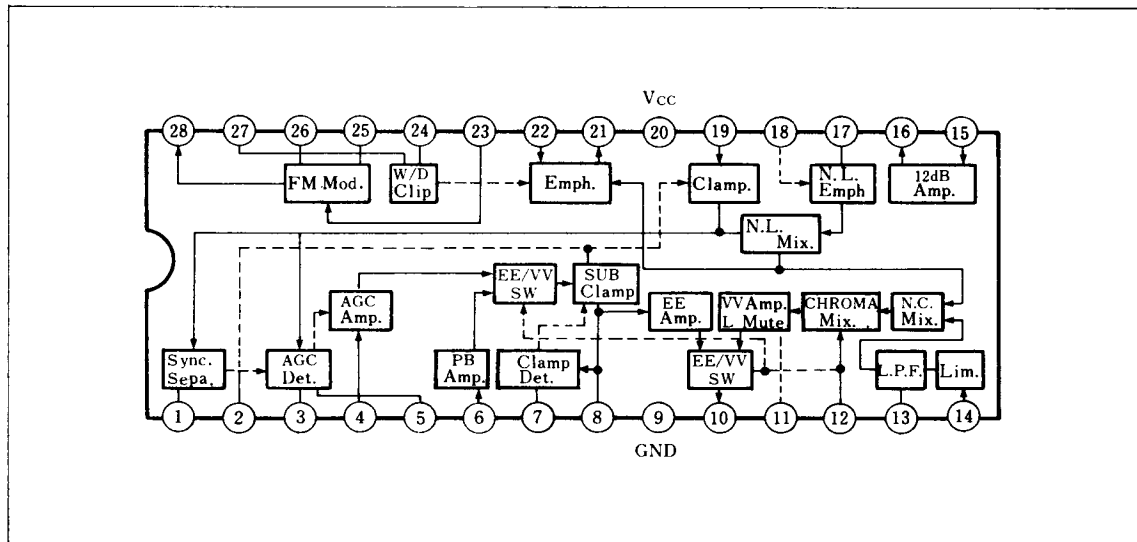 VCC
28 27 26 25 24 23 22 21 20 19 18 17 16 15
FM Mod.
W/D
Clip
Emph.
Clamp.
N.L.
Emph
12dB
Amp.
N.L.
Mix.
EE/VV
SW
SUB
Clamp
AGC
Amp.
EE
Amp.
VV Amp.
L Mute
CHROMA
Mix.
N.C.
Mix.
Sync.
Sepa.
AGC
Det.
PB
Amp.
Clamp
Det.
EE/VV
SW
L.P.F.
Lim.
1 2 3 4 5 6 7 8 9 10 11 12 13 14
GND